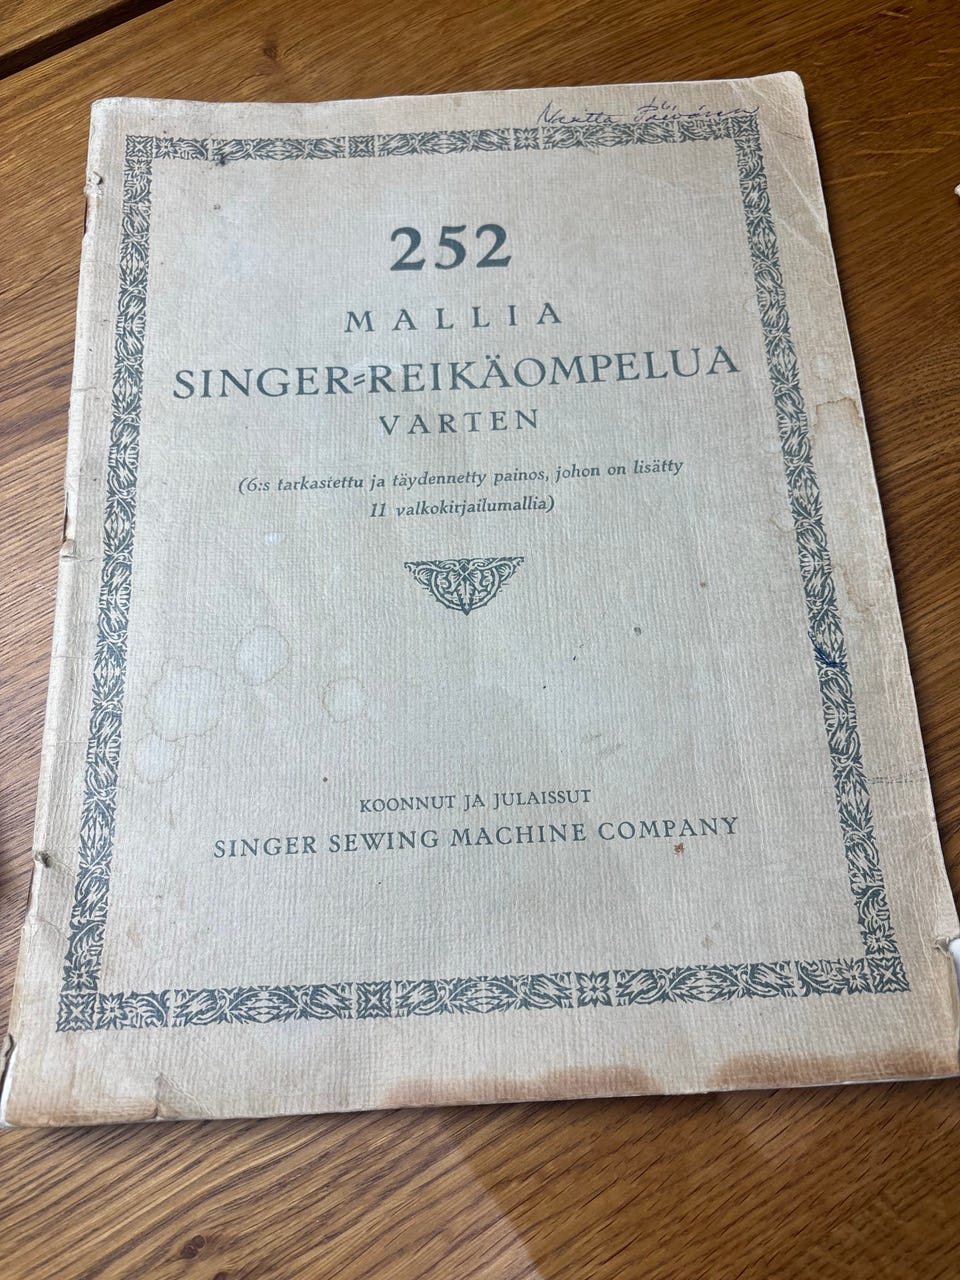 252
MALLIA
SINGER=REIKÄOMPELUA
VARTEN
(6:s tarkastettu ja täydennetty painos, johon on lisätty
11 valkokirjailumallia)
KOONNUT JA JULAISSUT
SINGER SEWING MACHINE COMPANY